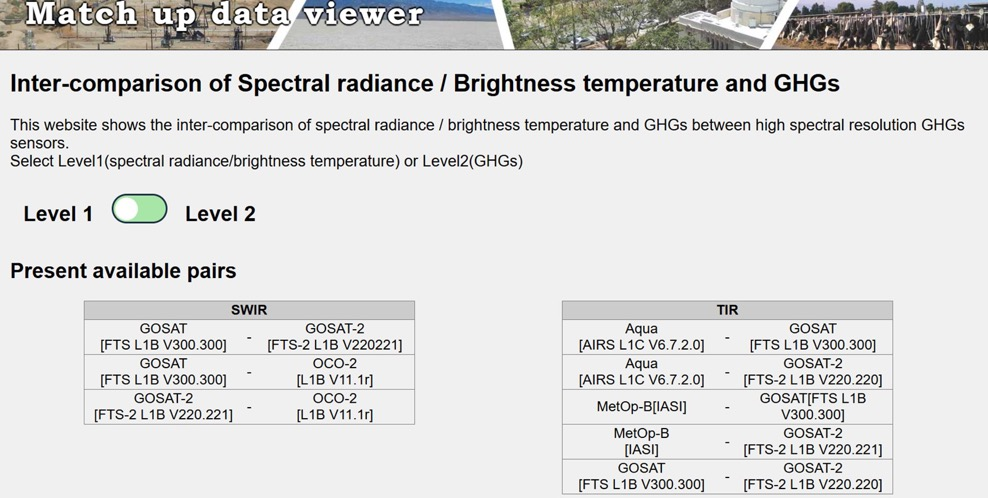 Match up data viewer
Inter-comparison of Spectral radiance / Brightness temperature and GHGs
This website shows the inter-comparison of spectral radiance / brightness temperature and GHGs between high spectral resolution GHGs
sensors.
Select Level1(spectral radiance/brightness temperature) or Level2(GHGs)
Level 1 Level 2
Present available pairs
SWIR
GOSAT - GOSAT-2
[FTS L1B V300.300] [FTS-2 L1B V220221]
GOSAT - OCO-2
[FTS L1B V300.300] [L1B V11.1r]
GOSAT-2 - OCO-2
[FTS-2 L1B V220.221] [L1B V11.1r]
TIR
Aqua - GOSAT
[AIRS L1C V6.7.2.0] [FTS L1B V300.300]
Aqua - GOSAT-2
[AIRS L1C V6.7.2.0] [FTS-2 L1B V220.220]
MetOp-B[IASI] - GOSAT[FTS L1B
V300.300]
MetOp-B - GOSAT-2
[IASI] [FTS-2 L1B V220.221]
GOSAT - GOSAT-2
[FTS L1B V300.300] [FTS-2 L1B V220.220]